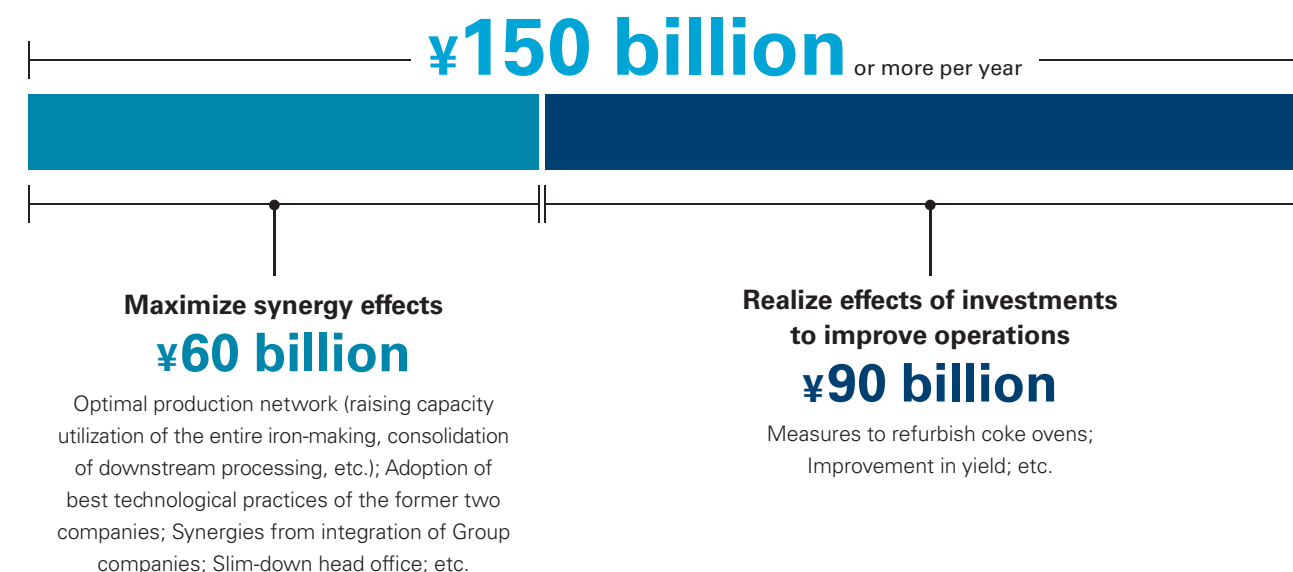 ¥150 billion or more per year
Maximize synergy effects
¥60 billion
Optimal production network (raising capacity
utilization of the entire iron-making, consolidation
of downstream processing, etc.); Adoption of
best technological practices of the former two
companies; Synergies from integration of Group
companies; Slim-down head office; etc.
Realize effects of investments
to improve operations
¥90 billion
Measures to refurbish coke ovens;
Improvement in yield; etc.